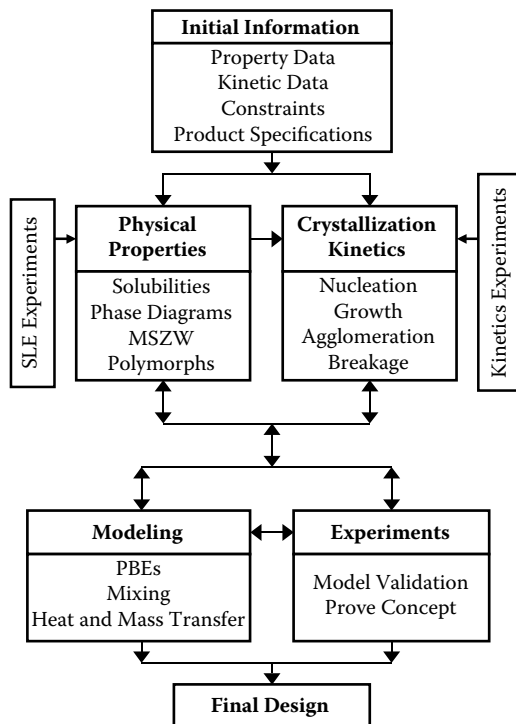 Initial Information
Property Data
Kinetic Data
Constraints
Product Specifications
SLE Experiments
Physical
Properties
Solubilities
Phase Diagrams
MSZW
Polymorphs
Crystallization
Kinetics
Nucleation
Growth
Agglomeration
Breakage
Kinetics Experiments
Modeling
PBEs
Mixing
Heat and Mass Transfer
Experiments
Model Validation
Prove Concept
Final Design